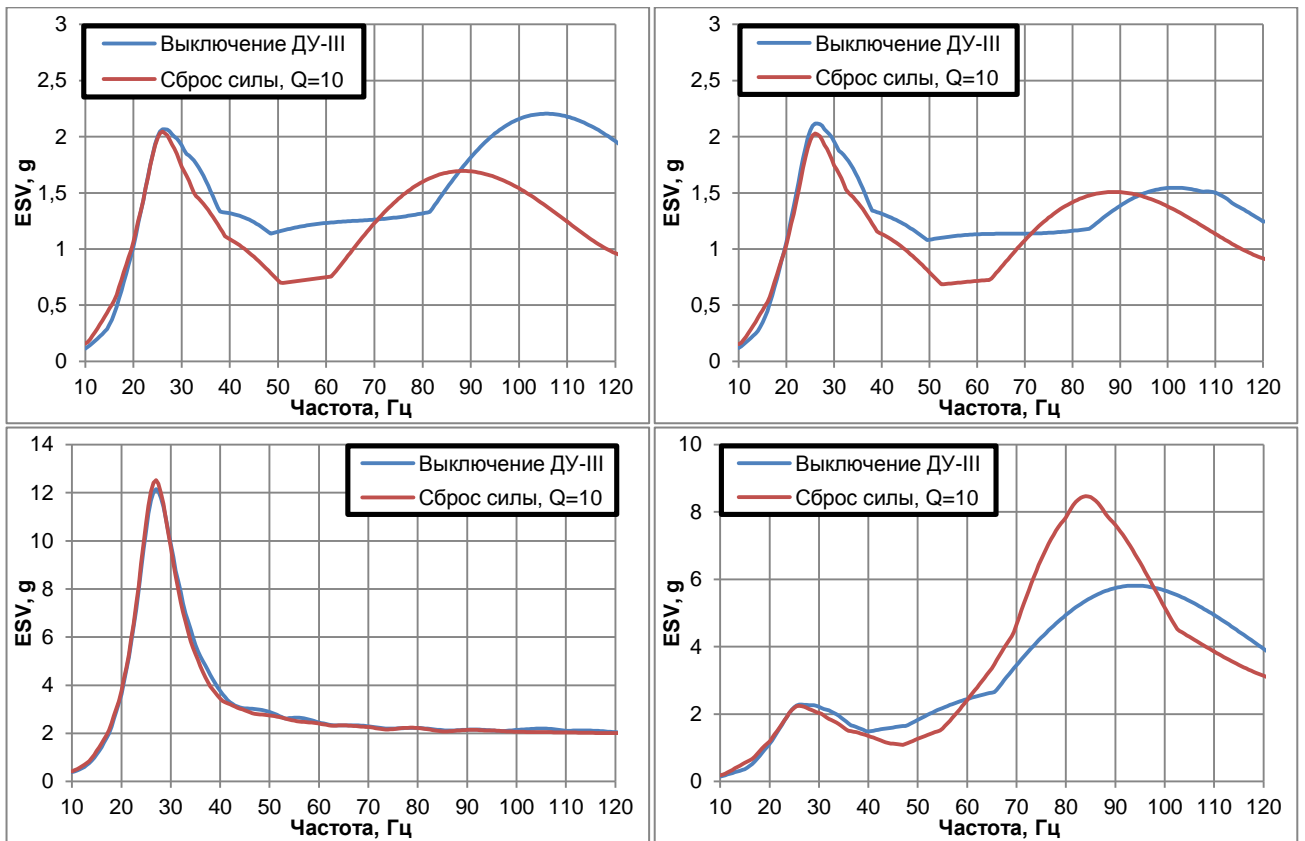 3
2,5
2
1,5
1
0,5
0
ESV, g
Выключение ДУ-III
Сброс силы, Q=10
10 20 30 40 50 60 70 80 90 100 110 120
Частота, Гц
3
2,5
2
1,5
1
0,5
0
ESV, g
Выключение ДУ-III
Сброс силы, Q=10
10 20 30 40 50 60 70 80 90 100 110 120
Частота, Гц
14
12
10
8
6
4
2
0
ESV, g
Выключение ДУ-III
Сброс силы, Q=10
10 20 30 40 50 60 70 80 90 100 110 120
Частота, Гц
10
8
6
4
2
0
ESV, g
Выключение ДУ-III
Сброс силы, Q=10
10 20 30 40 50 60 70 80 90 100 110 120
Частота, Гц